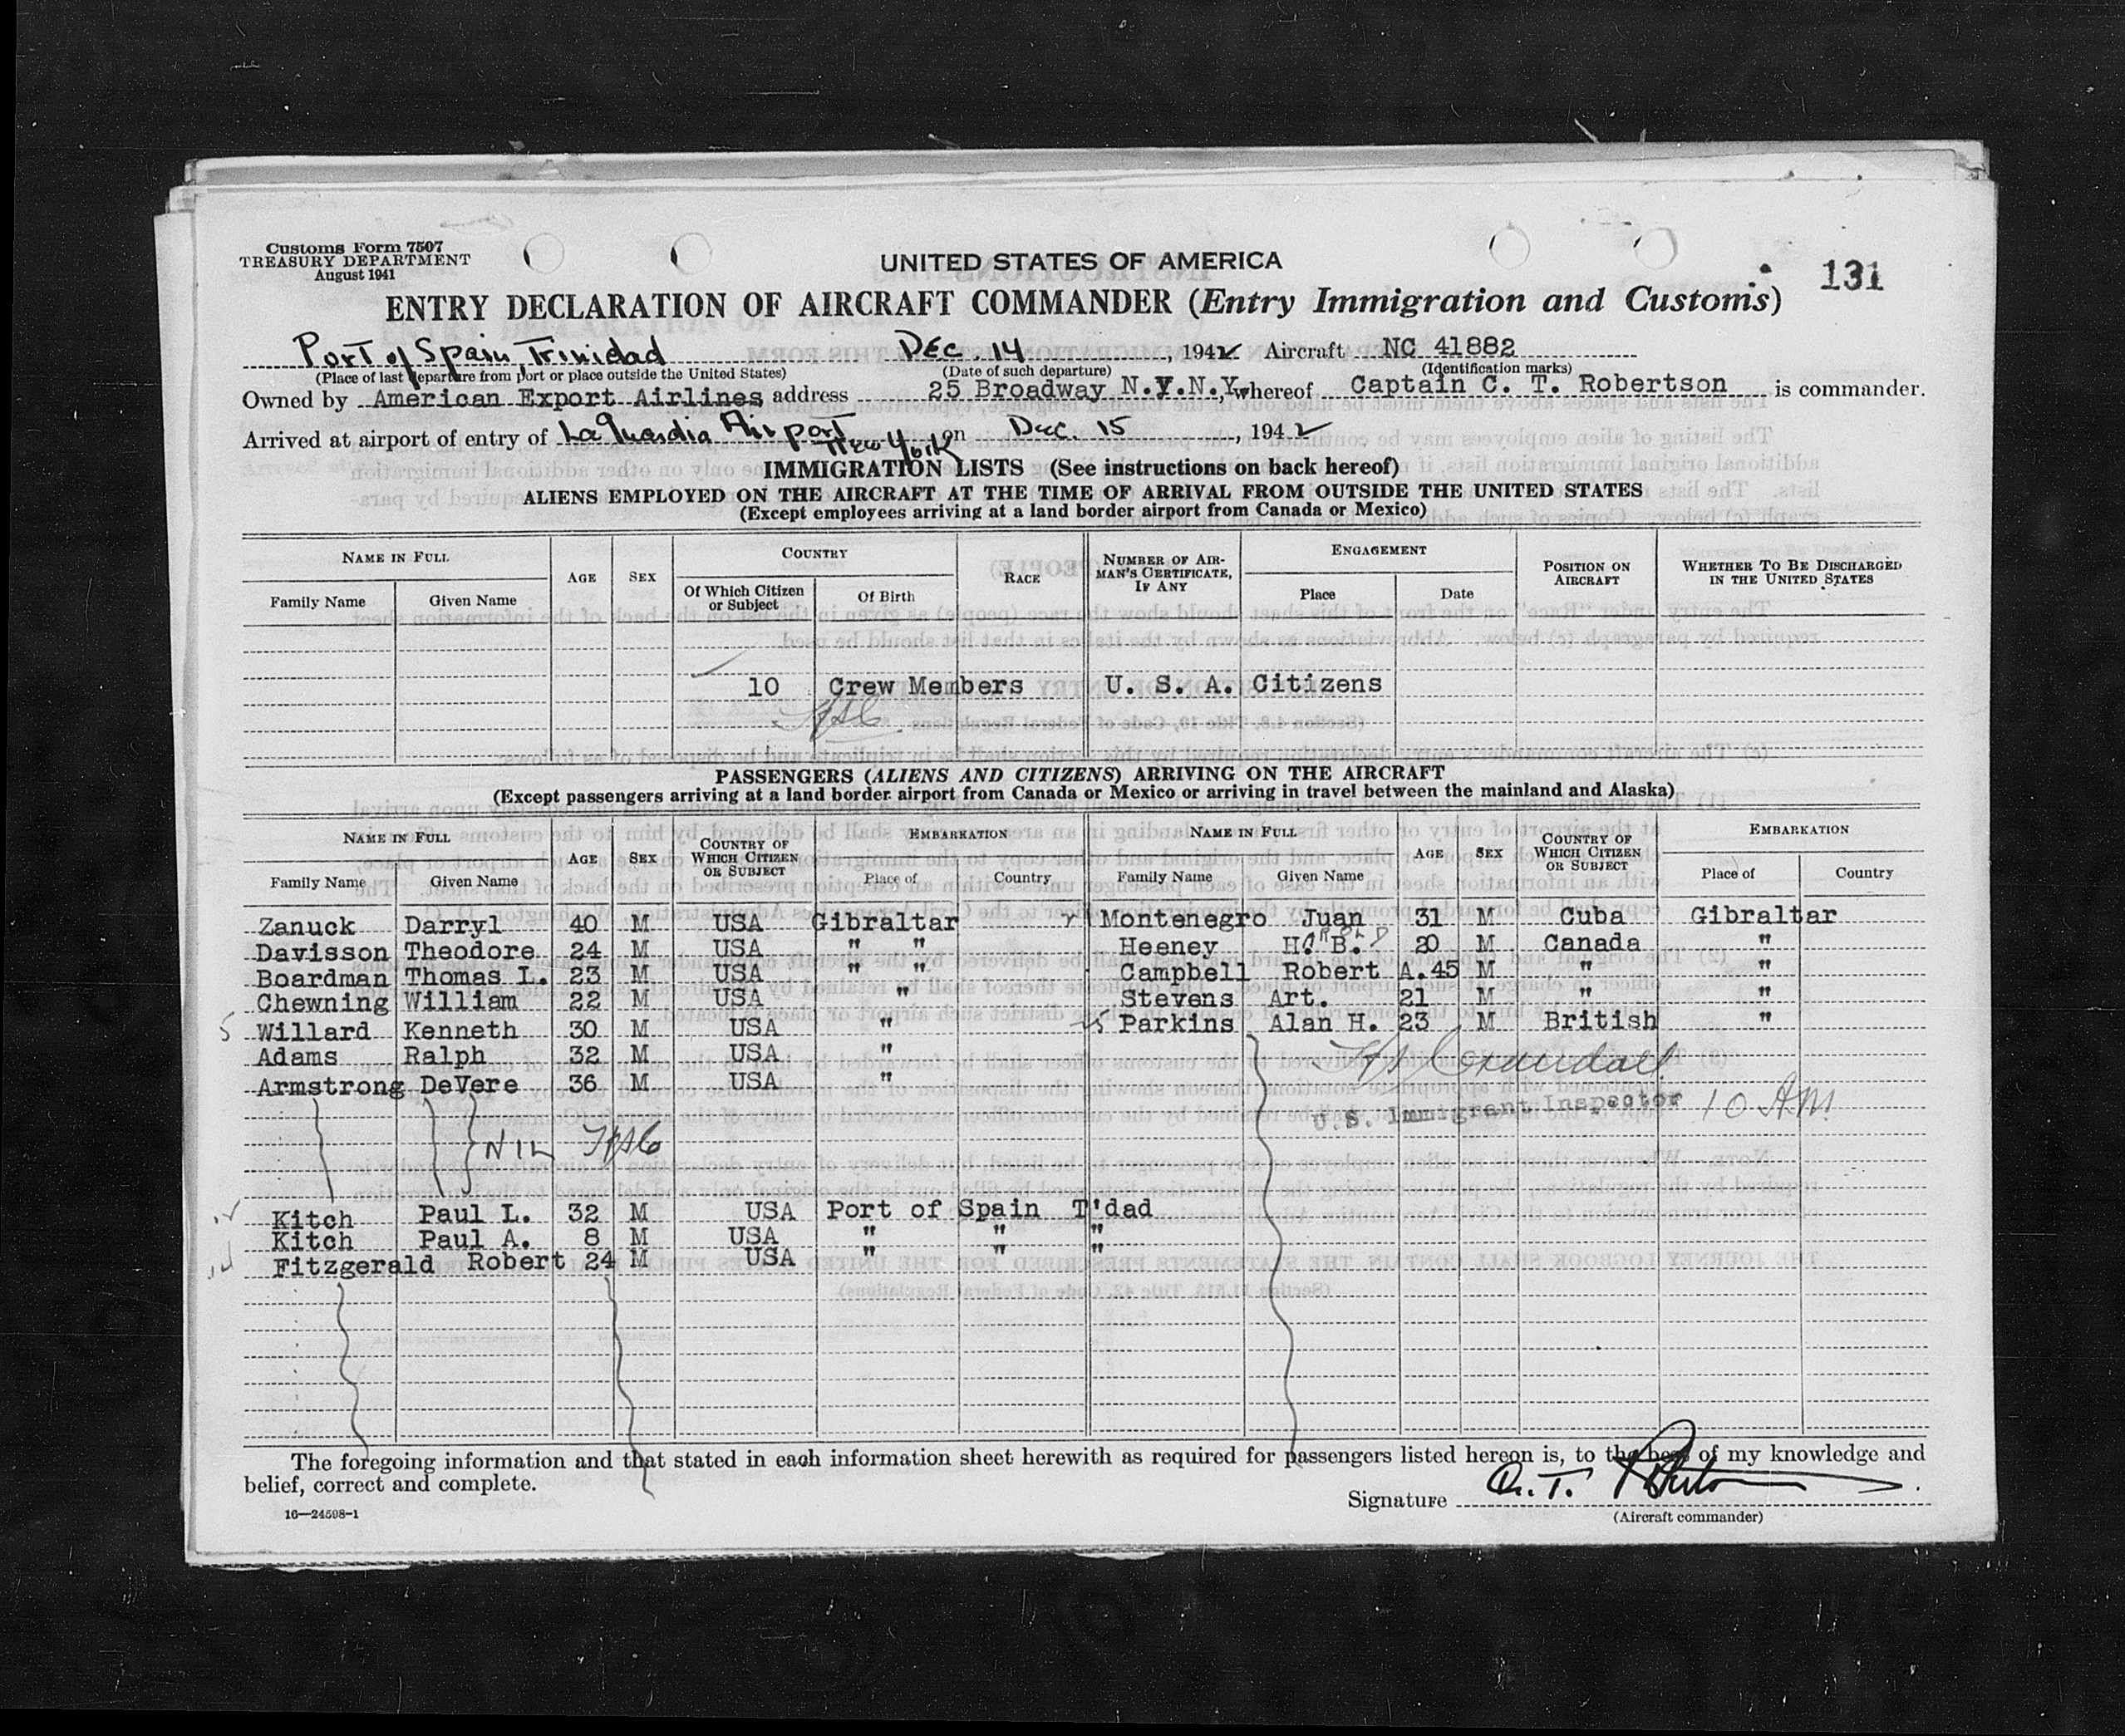 Customs Form 7507
TREASURY DEPARTMENT
August 1941
UNITED STATES OF AMERICA
131
ENTRY DECLARATION OF AIRCRAFT COMMANDER (Entry Immigration and Customs)
Port of Spain, Trinidad DEC. 14, 1942 Aircraft NC 41882
(Place of last departure from port or place outside the United States) (Date of such departure) (Identification marks)
Owned by American Export Airlines address 25 Broadway N.Y.N.Y., whereof Captain C. T. Robertson is commander.
Arrived at airport of entry of LaGuardia Airport New York on Dec. 15, 1942
IMMIGRATION LISTS (See instructions on back hereof)
ALIENS EMPLOYED ON THE AIRCRAFT AT THE TIME OF ARRIVAL FROM OUTSIDE THE UNITED STATES
(Except employees arriving at a land border airport from Canada or Mexico)
NAME IN FULL AGE SEX COUNTRY RACE NUMBER OF AIRMAN'S CERTIFICATE, IF ANY ENGAGEMENT POSITION ON AIRCRAFT WHETHER TO BE DISCHARGED IN THE UNITED STATES
Family Name Given Name Of Which Citizen or Subject Of Birth Place Date
10 Crew Members U. S. A. Citizens
PASSENGERS (ALIENS AND CITIZENS) ARRIVING ON THE AIRCRAFT
(Except passengers arriving at a land border airport from Canada or Mexico or arriving in travel between the mainland and Alaska)
NAME IN FULL AGE SEX COUNTRY OF WHICH CITIZEN OR SUBJECT EMBARKATION NAME IN FULL AGE SEX COUNTRY OF WHICH CITIZEN OR SUBJECT EMBARKATION
Family Name Given Name Place of Country Family Name Given Name Place of Country
Zanuck Darryl 40 M USA Gibraltar Montenegro Juan 31 M Cuba Gibraltar
Davisson Theodore 24 M USA " " Heeney H. B. 20 M Canada "
Boardman Thomas L. 23 M USA " " Campbell Robert A. 45 M " "
Chewning William 22 M USA " Stevens Art. 21 M " "
5 Willard Kenneth 30 M USA " 5 Parkins Alan H. 23 M British "
Adams Ralph 32 M USA "
Armstrong DeVere 36 M USA "
U.S. Immigrant Inspector 10 AM
NIL
Kitch Paul L. 32 M USA Port of Spain T'dad
Kitch Paul A. 8 M USA " " "
Fitzgerald Robert 24 M USA " " "
The foregoing information and that stated in each information sheet herewith as required for passengers listed hereon is, to the best of my knowledge and
belief, correct and complete.
Signature C. T. Robertson
16—24598-1
(Aircraft commander)